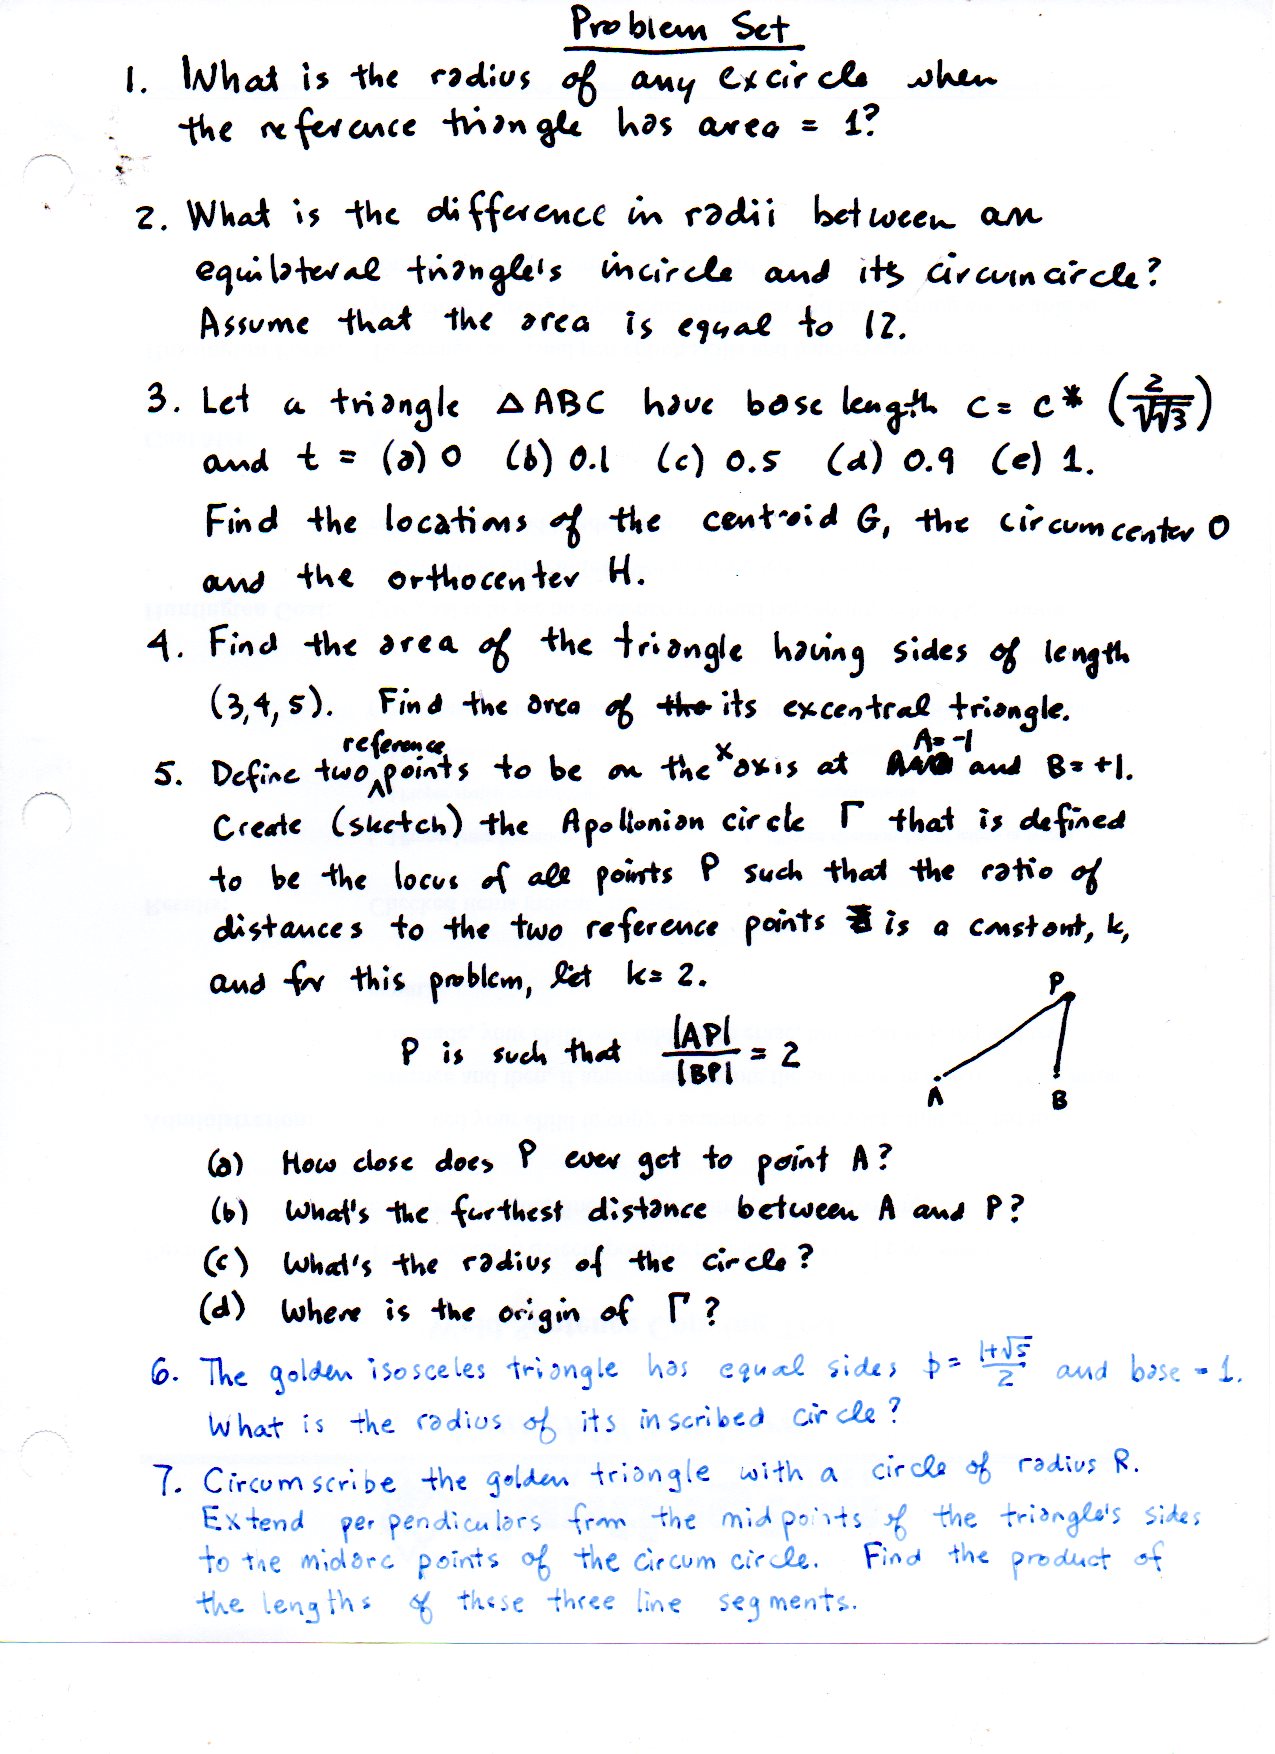 Problem Set
1. What is the radius of any excircle when
the reference triangle has area = 1?
2. What is the difference in radii between an
equilateral triangle's incircle and its circumcircle?
Assume that the area is equal to 12.
3. Let a triangle △ABC have base length c = c* (2/√√3)
and t = (a) 0 (b) 0.1 (c) 0.5 (d) 0.9 (e) 1.
Find the locations of the centroid G, the circumcenter O
and the orthocenter H.
4. Find the area of the triangle having sides of length
(3,4,5). Find the area of the its excentral triangle.
reference x A = -1
5. Define two points to be on the axis at and B = +1.
Create (sketch) the Apollonian circle Γ that is defined
to be the locus of all points P such that the ratio of
distances to the two reference points is a constant, k,
and for this problem, let k = 2.
P
P is such that |AP|/|BP| = 2
A B
(a) How close does P ever get to point A?
(b) What's the furthest distance between A and P?
(c) What's the radius of the circle?
(d) Where is the origin of Γ?
6. The golden isosceles triangle has equal sides ϕ = (1+√5)/2 and base = 1.
What is the radius of its inscribed circle?
7. Circumscribe the golden triangle with a circle of radius R.
Extend perpendiculars from the midpoints of the triangle's sides
to the midarc points of the circumcircle. Find the product of
the lengths of these three line segments.